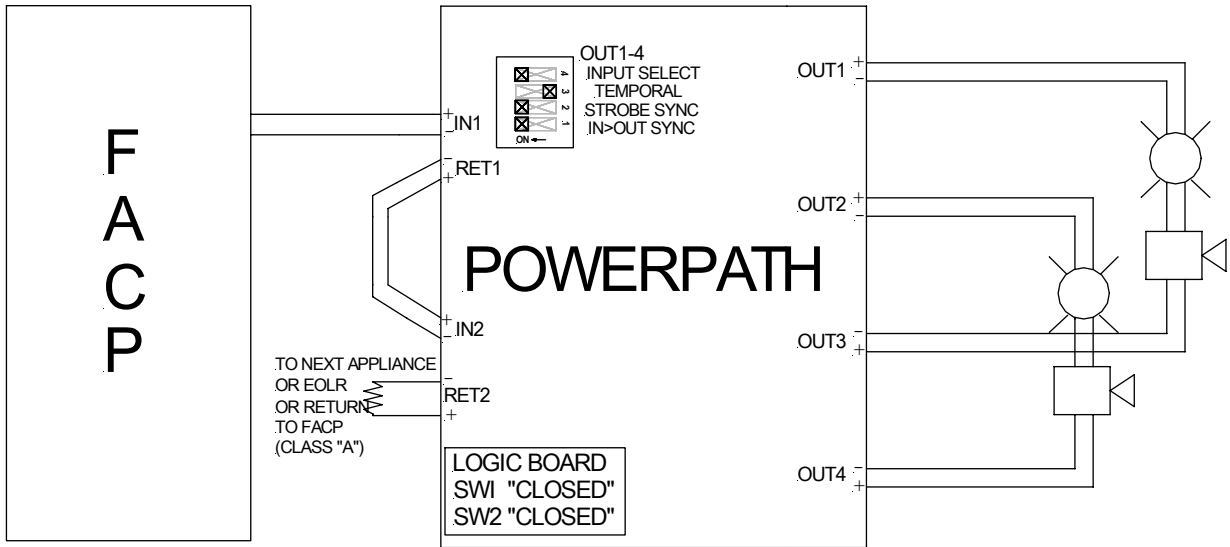 F
A
C
P
+
-
IN1
-
+
RET1
+
-
IN2
TO NEXT APPLIANCE
OR EOLR
OR RETURN
TO FACP
(CLASS "A")
-
+
RET2
OUT1-4
4 INPUT SELECT
3 TEMPORAL
2 STROBE SYNC
1 IN>OUT SYNC
ON
POWERPATH
LOGIC BOARD
SW1 "CLOSED"
SW2 "CLOSED"
OUT1 +
-
OUT2 +
-
OUT3 -
+
OUT4 -
+